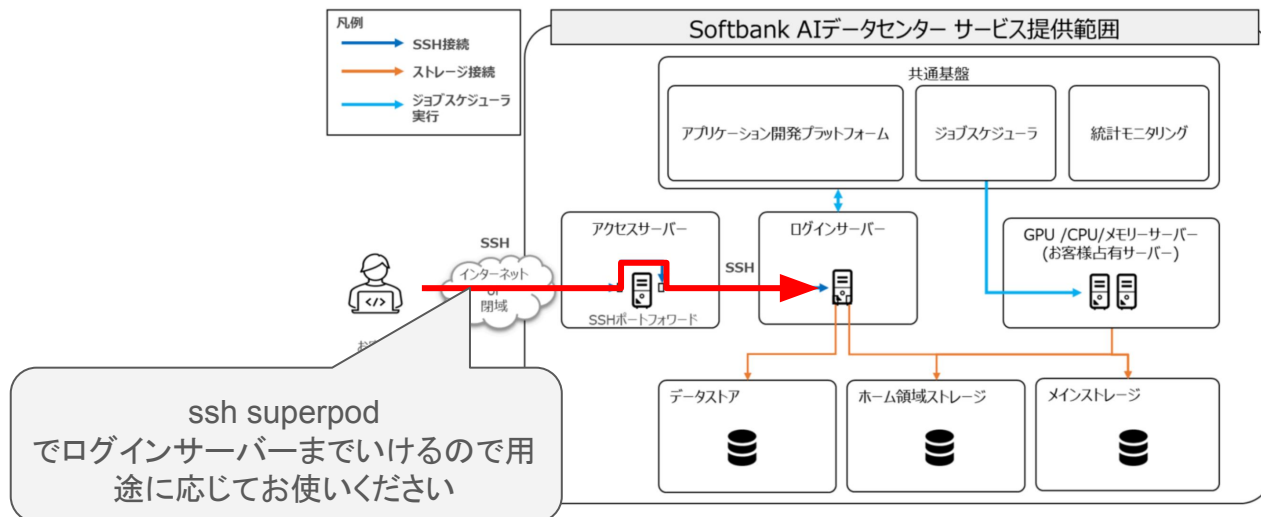 凡例
SSH接続
ストレージ接続
ジョブスケジューラ
実行
Softbank AIデータセンター サービス提供範囲
共通基盤
アプリケーション開発プラットフォーム
ジョブスケジューラ
統計モニタリング
アクセスサーバー
ログインサーバー
GPU /CPU/メモリーサーバー
(お客様占有サーバー)
SSH
インターネット
閉域
SSH
SSHポートフォワード
データストア
ホーム領域ストレージ
メインストレージ
ssh superpod
でログインサーバーまでいけるので用
途に応じてお使いください